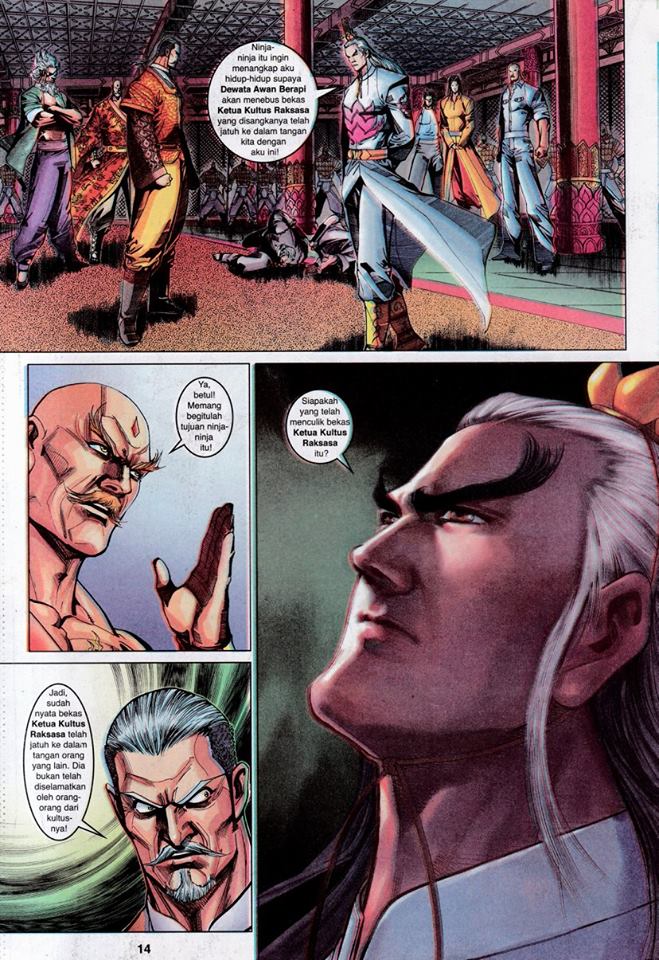 Ninja-
ninja itu ingin
menangkap aku
hidup-hidup supaya
Dewata Awan Berapi
akan menebus bekas
Ketua Kultus Raksasa
yang disangkanya telah
jatuh ke dalam tangan
kita dengan
aku ini!
Ya,
betul!
Memang
begitulah
tujuan ninja-
ninja
itu!
Siapakah
yang telah
menculik bekas
Ketua Kultus
Raksasa
itu?
Jadi,
sudah
nyata bekas
Ketua Kultus
Raksasa telah
jatuh ke dalam
tangan orang
yang lain. Dia
bukan telah
diselamatkan
oleh orang-
orang dari
kultus-
nya!
14